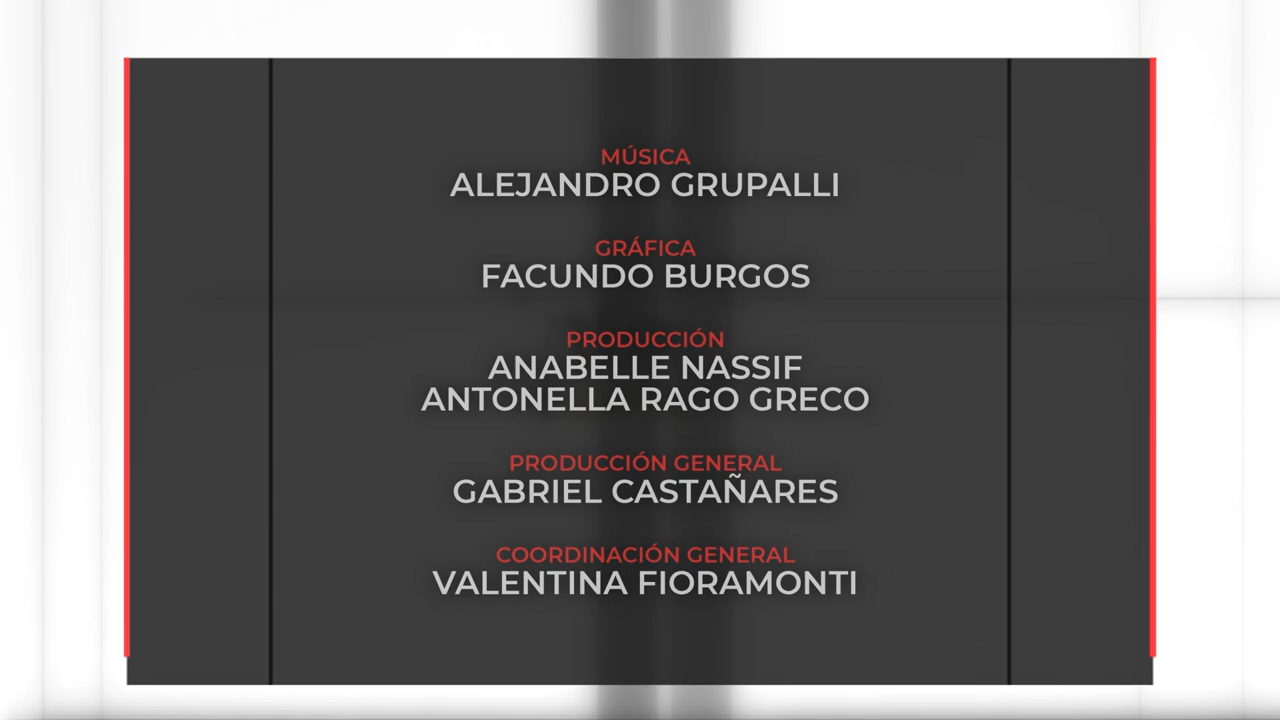 MÚSICA
ALEJANDRO GRUPALLI
GRÁFICA
FACUNDO BURGOS
PRODUCCIÓN
ANABELLE NASSIF
ANTONELLA RAGO GRECO
PRODUCCIÓN GENERAL
GABRIEL CASTAÑARES
COORDINACIÓN GENERAL
VALENTINA FIORAMONTI